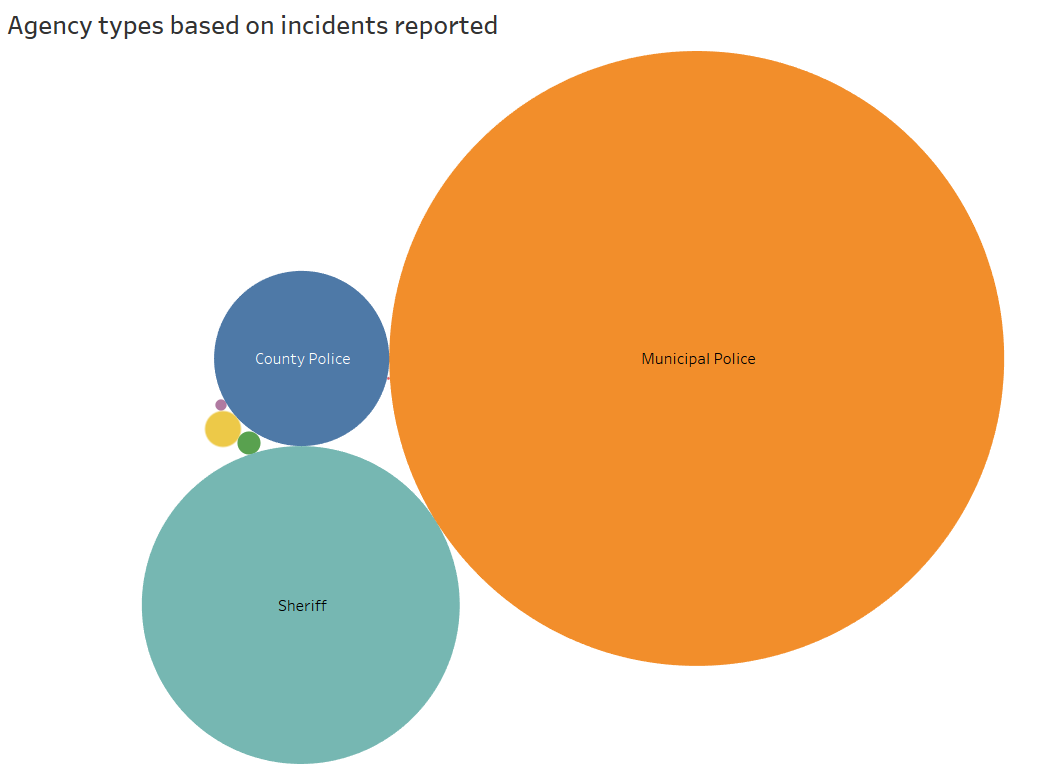 Agency types based on incidents reported
County Police
Municipal Police
Sheriff